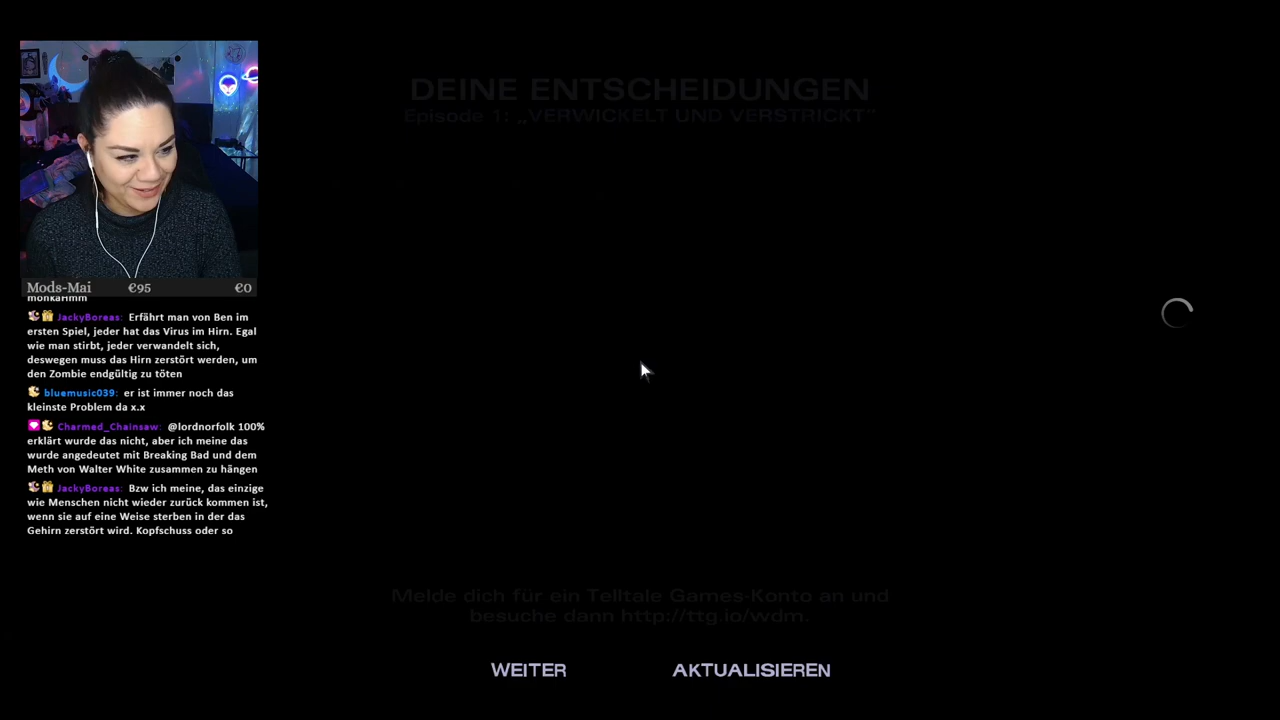 DEINE ENTSCHEIDUNGEN
Episode 1: „VERWICKELT UND VERSTRICKT"
Mods-Mai €95 €0
monkaHmm
JackyBoreas: Erfährt man von Ben im
ersten Spiel, jeder hat das Virus im Hirn. Egal
wie man stirbt, jeder verwandelt sich,
deswegen muss das Hirn zerstört werden, um
den Zombie endgültig zu töten
bluemusic039: er ist immer noch das
kleinste Problem da x.x
Charmed_Chainsaw: @lordnorfolk 100%
erklärt wurde das nicht, aber ich meine das
wurde angedeutet mit Breaking Bad und dem
Meth von Walter White zusammen zu hängen
JackyBoreas: Bzw ich meine, das einzige
wie Menschen nicht wieder zurück kommen ist,
wenn sie auf eine Weise sterben in der das
Gehirn zerstört wird. Kopfschuss oder so
Melde dich für ein Telltale Games-Konto an und
besuche dann http://ttg.io/wdm.
WEITER
AKTUALISIEREN